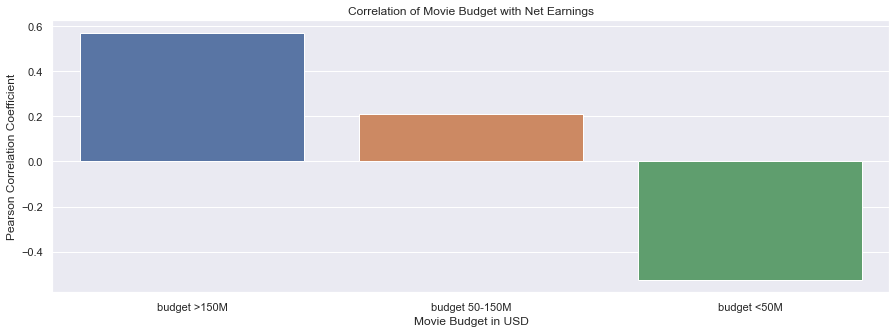 Correlation of Movie Budget with Net Earnings
Pearson Correlation Coefficient
0.6
0.4
0.2
0.0
−0.2
−0.4
budget >150M
budget 50-150M
budget <50M
Movie Budget in USD